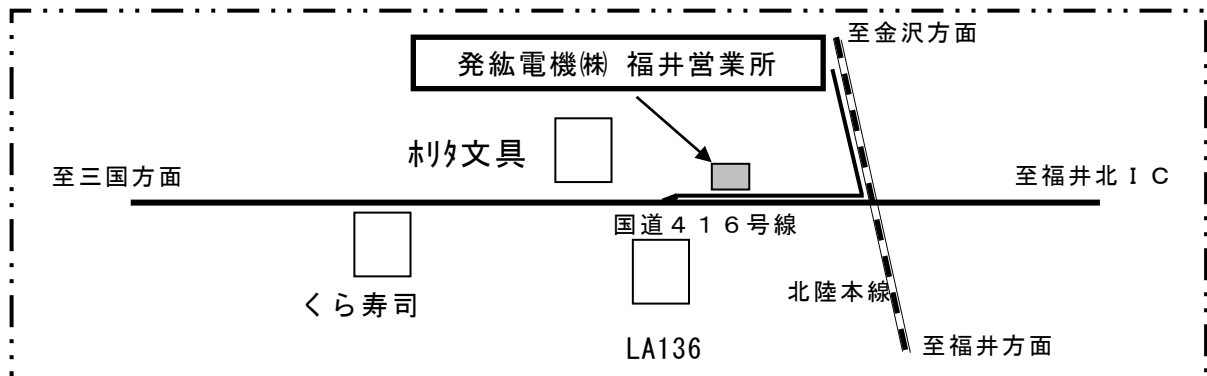 至金沢方面
発紘電機㈱ 福井営業所
ﾎﾘﾀ文具
至三国方面
至福井北ＩＣ
国道４１６号線
北陸本線
くら寿司
LA136
至福井方面